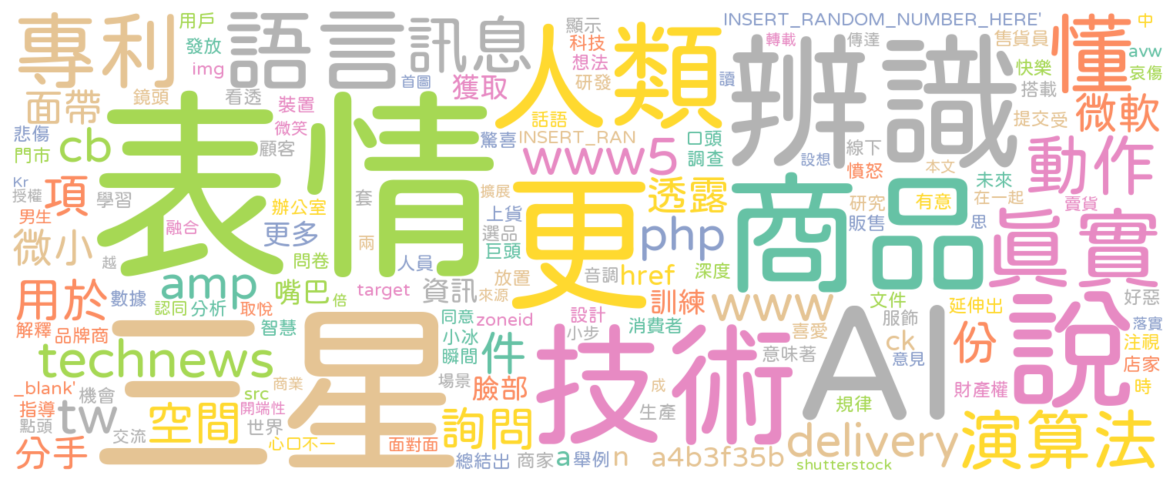 專利 語言 訊息 顯示 科技 想法 研發 INSERT_RANDOM_NUMBER_HERE' 轉載 傳達 售貨員 懂 中 avw
用戶 發放 img 首圖 獲取 人類 讀 辨識 快樂 搭載 哀傷
面帶 鏡頭 看透 裝置 微笑 話語 提交受 微軟
悲傷 門市 cb 顧客 驚喜 INSERT_RAN 口頭 調查 設想 線下 憤怒 本文 動作
表情 www5 透露 商品 研究 有意 未來 在一起 賣貨
Kr 授權 男生 項 學習 辦公室 套 擴展 上貨 選品 巨頭 更 販售 思 真實
微小 融合 更多 兩 問卷 人員 php
越 amp 嘴巴 倍 target 資訊 來源 放置 音調 href 深度 www 文件 延伸出 好惡
用於 數據 認同 分析 取悅 智慧 同意 zoneid 設計 訓練 喜愛 服飾 落實
解釋 品牌商 三星 小冰 瞬間 件 小步 消費者 意味著 AI ck 意見 份 說 注視 店家
technews 臉部 技術 財產權 時
_blank' 機會 src 商業 場景 成 生產 規律
指導 點頭 tw 空間 開端性 世界 詢問 delivery 演算法
分手 交流 心口不一 面對面 總結出 商家 a 舉例 n a4b3f35b shutterstock